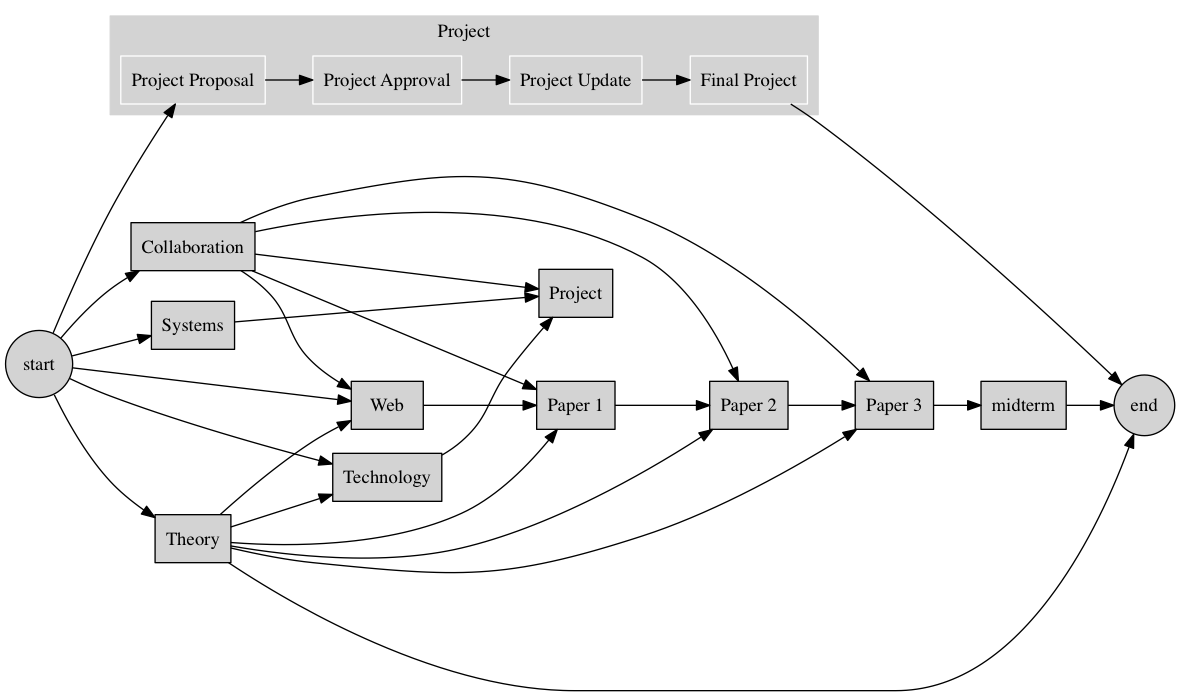 Project
Project Proposal
Project Approval
Project Update
Final Project
Collaboration
Project
Systems
start
Web
Paper 1
Paper 2
Paper 3
midterm
end
Technology
Theory